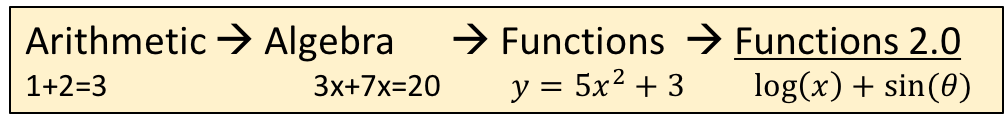 Arithmetic → Algebra → Functions → Functions 2.0
1+2=3 3x+7x=20 y = 5x² + 3 log(x) + sin(θ)